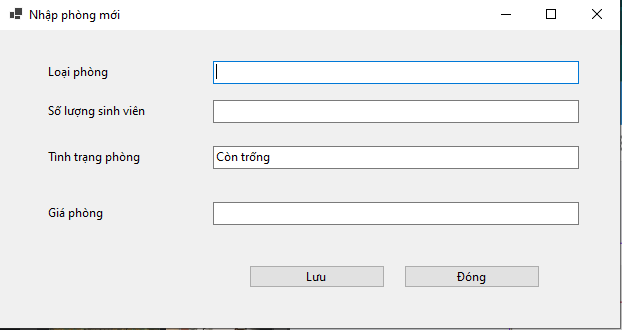 Nhập phòng mới
Loại phòng
Số lượng sinh viên
Tình trạng phòng Còn trống
Giá phòng
Lưu Đóng